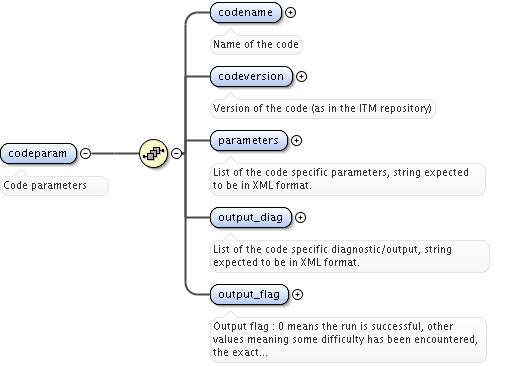 codename
Name of the code
codeversion
Version of the code (as in the ITM repository)
parameters
List of the code specific parameters, string expected
to be in XML format.
codeparam
Code parameters
output_diag
List of the code specific diagnostic/output, string
expected to be in XML format.
output_flag
Output flag : 0 means the run is successful, other
values meaning some difficulty has been encountered,
the exact...